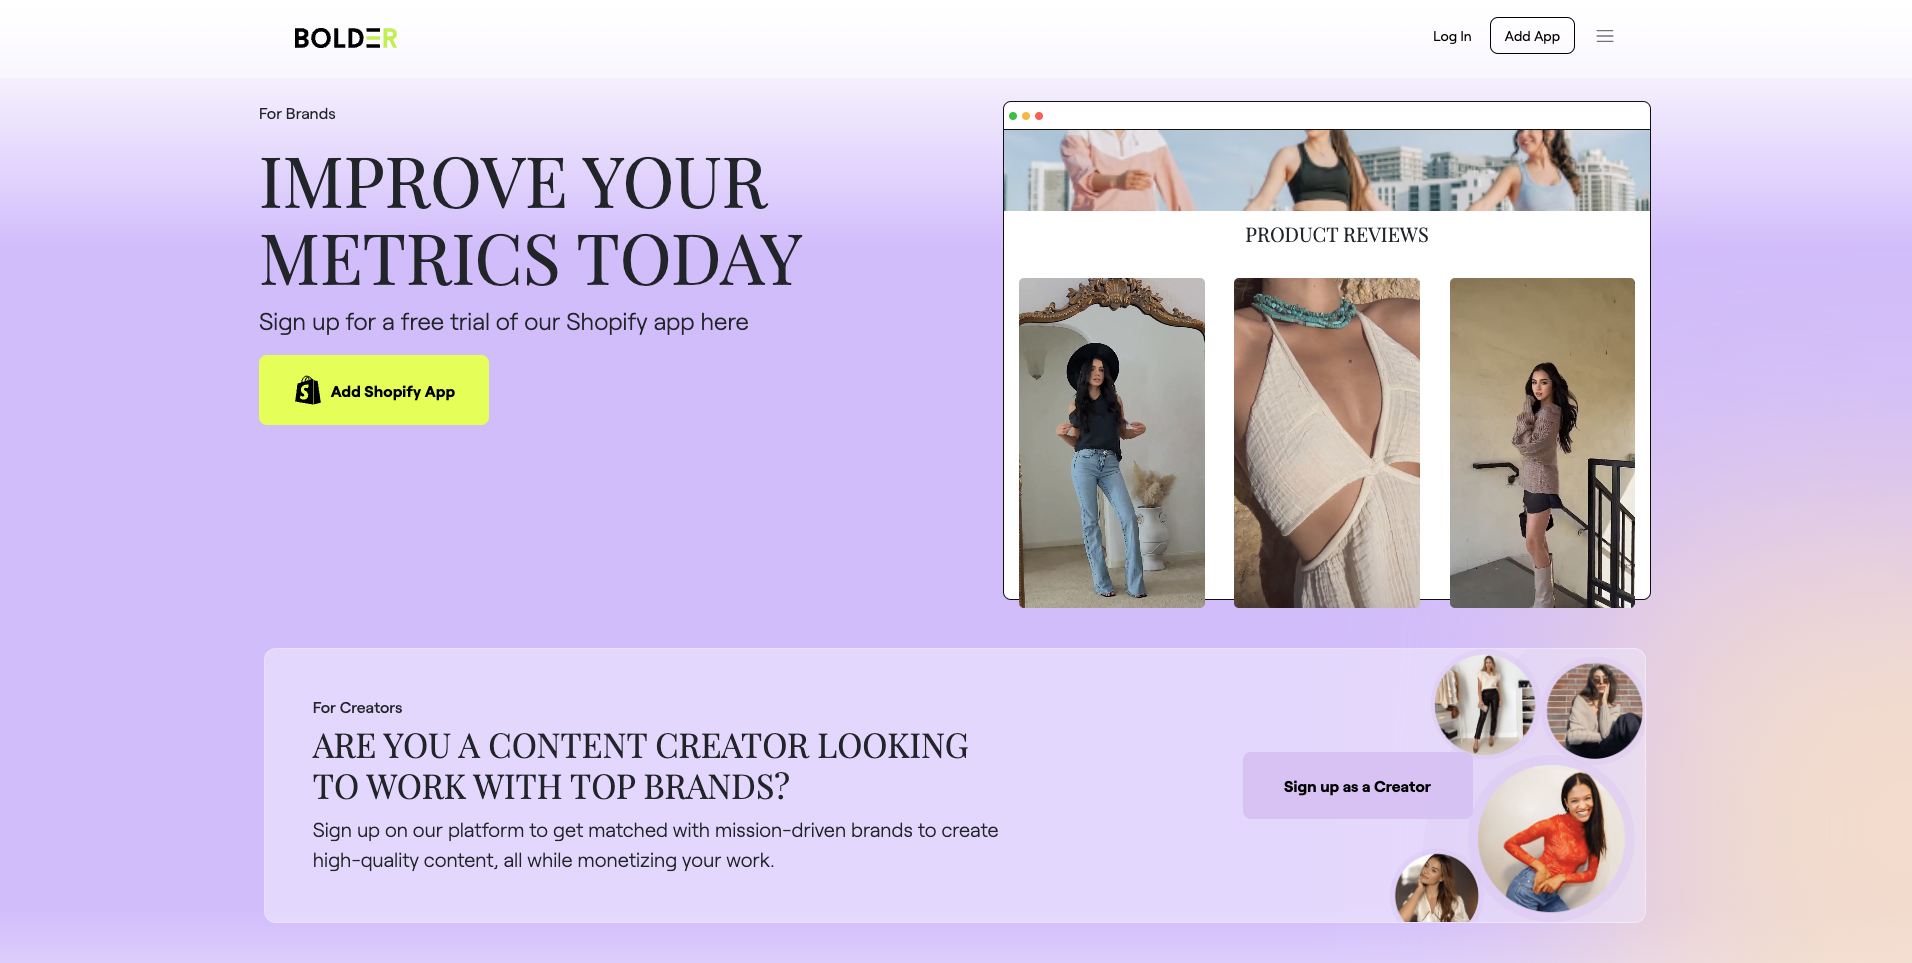 BOLDER
Log In
Add App
For Brands
IMPROVE YOUR
METRICS TODAY
Sign up for a free trial of our Shopify app here
Add Shopify App
PRODUCT REVIEWS
For Creators
ARE YOU A CONTENT CREATOR LOOKING
TO WORK WITH TOP BRANDS?
Sign up on our platform to get matched with mission-driven brands to create
high-quality content, all while monetizing your work.
Sign up as a Creator